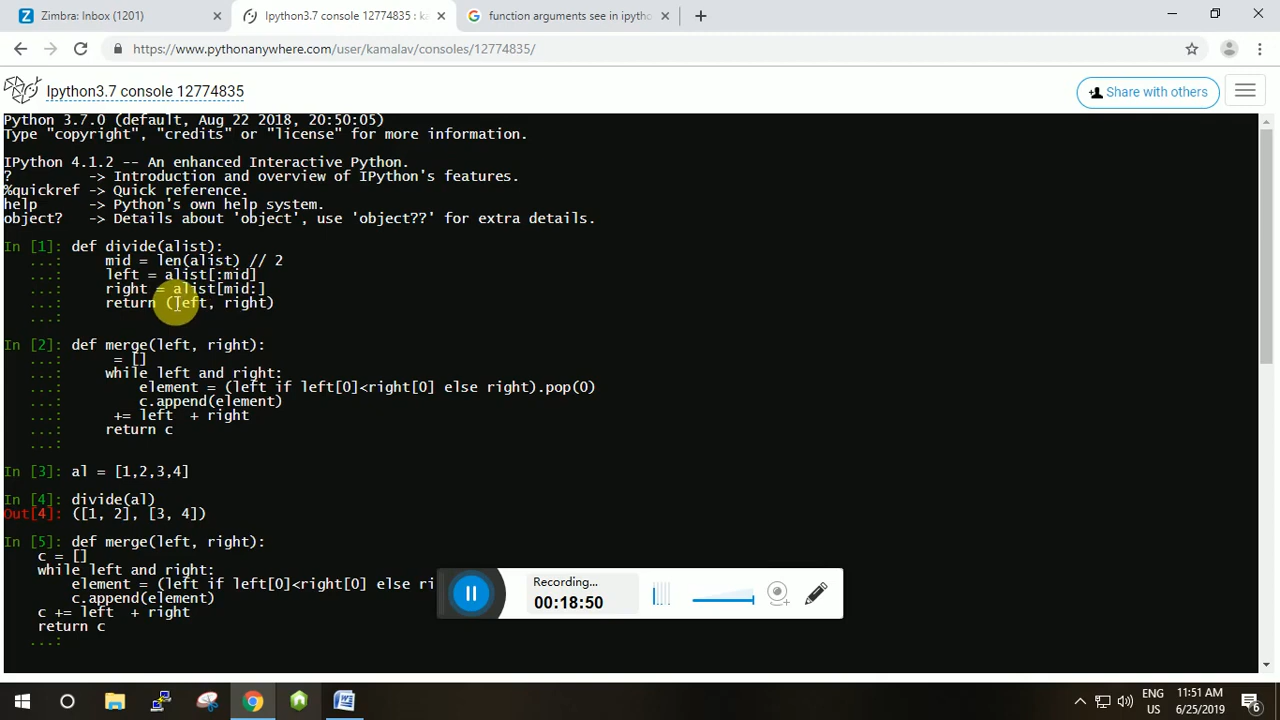 Zimbra: Inbox (1201)
Ipython3.7 console 12774835 : ka
function arguments see in ipytho
https://www.pythonanywhere.com/user/kamalav/consoles/12774835/
Ipython3.7 console 12774835
Share with others
Python 3.7.0 (default, Aug 22 2018, 20:50:05)
Type "copyright", "credits" or "license" for more information.
IPython 4.1.2 -- An enhanced Interactive Python.
?         -> Introduction and overview of IPython's features.
%quickref -> Quick reference.
help      -> Python's own help system.
object?   -> Details about 'object', use 'object??' for extra details.
In [1]: def divide(alist):
   ...:     mid = len(alist) // 2
   ...:     left = alist[:mid]
   ...:     right = alist[mid:]
   ...:     return (left, right)
   ...:
In [2]: def merge(left, right):
   ...:      = []
   ...:     while left and right:
   ...:         element = (left if left[0]<right[0] else right).pop(0)
   ...:         c.append(element)
   ...:      += left  + right
   ...:     return c
   ...:
In [3]: al = [1,2,3,4]
In [4]: divide(al)
Out[4]: ([1, 2], [3, 4])
In [5]: def merge(left, right):
    c = []
    while left and right:
        element = (left if left[0]<right[0] else ri
        c.append(element)
    c += left  + right
    return c
   ...:
Recording...
00:18:50
ENG
US
11:51 AM
6/25/2019
6